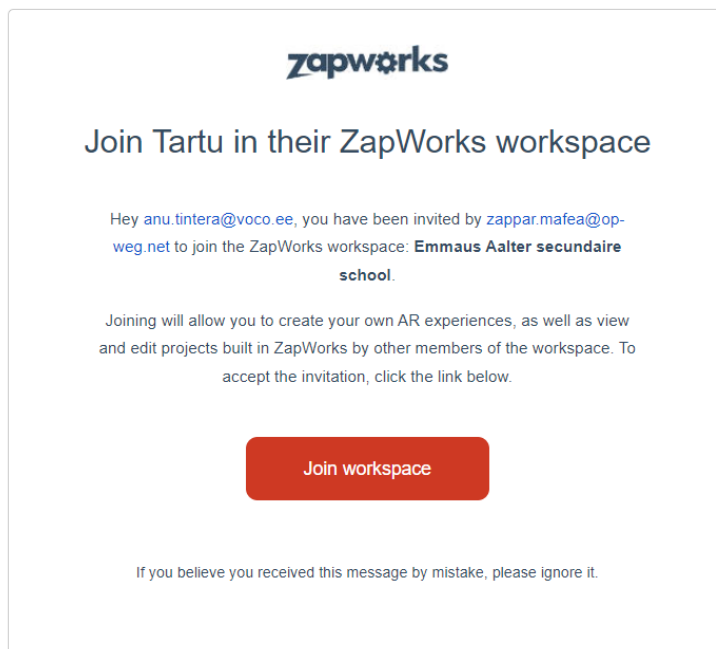 zapworks
Join Tartu in their ZapWorks workspace
Hey anu.tintera@voco.ee, you have been invited by zappar.mafea@op-
weg.net to join the ZapWorks workspace: Emmaus Aalter secundaire
school.
Joining will allow you to create your own AR experiences, as well as view
and edit projects built in ZapWorks by other members of the workspace. To
accept the invitation, click the link below.
Join workspace
If you believe you received this message by mistake, please ignore it.